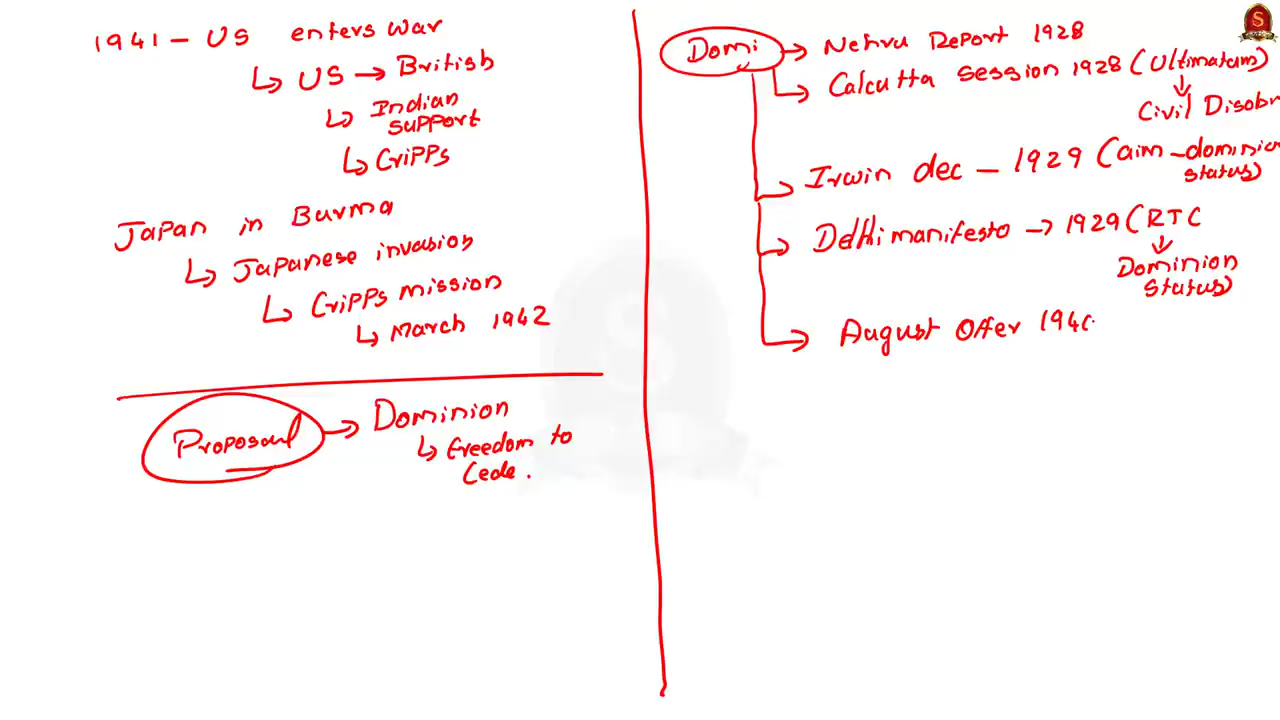 1941 - US enters war
↳ US → British
↳ Indian
support
↳ Cripps
Japan in Burma
↳ Japanese invasion
↳ Cripps mission
↳ March 1942
Proposal → Dominion
↳ Freedom to
Cede.
Domi → Nehru Report 1928
Calcutta Session 1928 (Ultimatum)
↓
Civil Disob
Irwin dec - 1929 (aim - dominion
status)
Delhi manifesto → 1929 (RTC
↓
Dominion
Status)
August Offer 194
S